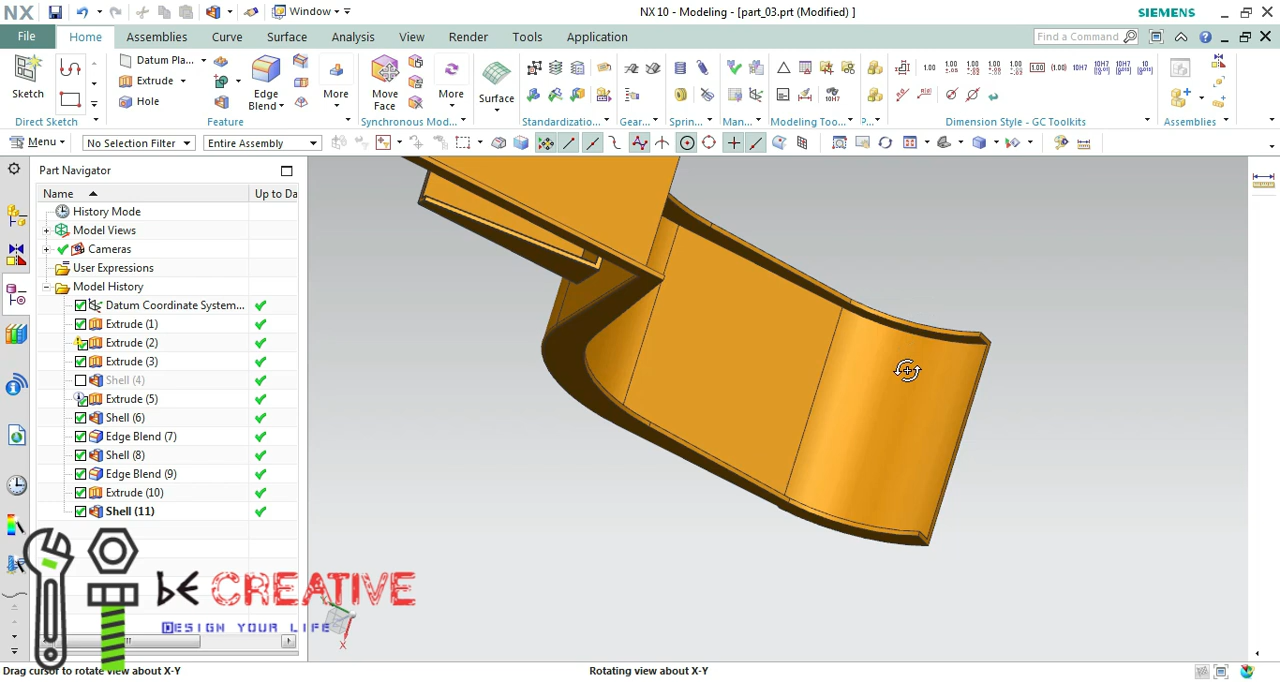 NX Window NX 10 - Modeling - [part_03.prt (Modified) ] SIEMENS
File Home Assemblies Curve Surface Analysis View Render Tools Application Find a Command
Sketch Datum Pla... Extrude Hole Edge Blend More Move Face More Surface
Direct Sketch Feature Synchronous Mod... Standardization... Gear... Sprin... Man... Modeling Too... P... Dimension Style - GC Toolkits Assemblies
Menu No Selection Filter Entire Assembly
Part Navigator
Name Up to Da
History Mode
Model Views
Cameras
User Expressions
Model History
Datum Coordinate System...
Extrude (1)
Extrude (2)
Extrude (3)
Shell (4)
Extrude (5)
Shell (6)
Edge Blend (7)
Shell (8)
Edge Blend (9)
Extrude (10)
Shell (11)
bE CREATIVE
DESIGN YOUR LIFE
X
Drag cursor to rotate view about X-Y Rotating view about X-Y